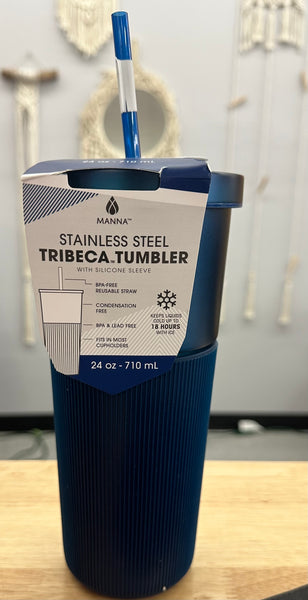 24 oz - 710 mL
MANNA™
STAINLESS STEEL
TRIBECA TUMBLER
WITH SILICONE SLEEVE
BPA-FREE
REUSABLE STRAW
CONDENSATION
FREE
BPA & LEAD FREE
FITS IN MOST
CUPHOLDERS
KEEPS LIQUIDS
COLD UP TO
18 HOURS
WITH ICE
24 oz - 710 mL